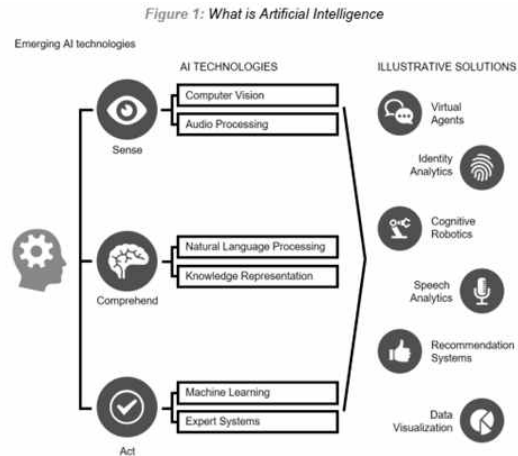 Figure 1: What is Artificial Intelligence
Emerging AI technologies
AI TECHNOLOGIES
ILLUSTRATIVE SOLUTIONS
Computer Vision
Audio Processing
Sense
Natural Language Processing
Knowledge Representation
Comprehend
Machine Learning
Expert Systems
Act
Virtual
Agents
Identity
Analytics
Cognitive
Robotics
Speech
Analytics
Recommendation
Systems
Data
Visualization